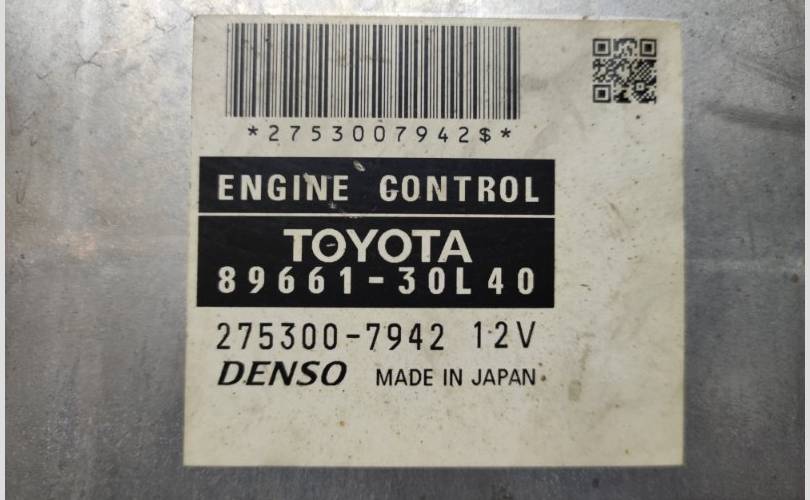 *2753007942$*
ENGINE CONTROL
TOYOTA
89661-30L40
275300-7942 12V
DENSO MADE IN JAPAN